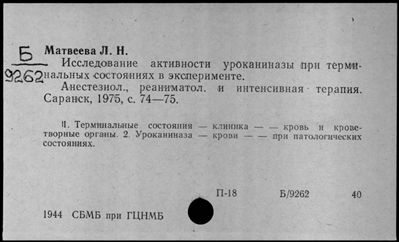 Б
9262
Матвеева Л. Н.
Исследование активности уроканиназы при терми-
нальных состояниях в эксперименте.
Анестезиол., реаниматол. и интенсивная терапия.
Саранск, 1975, с. 74—75.
1. Терминальные состояния — клиника — — кровь и крове-
творные органы. 2. Уроканиназа — крови — — при патологических
состояниях.
П-18 Б/9262 40
1944 СБМБ при ГЦНМБ